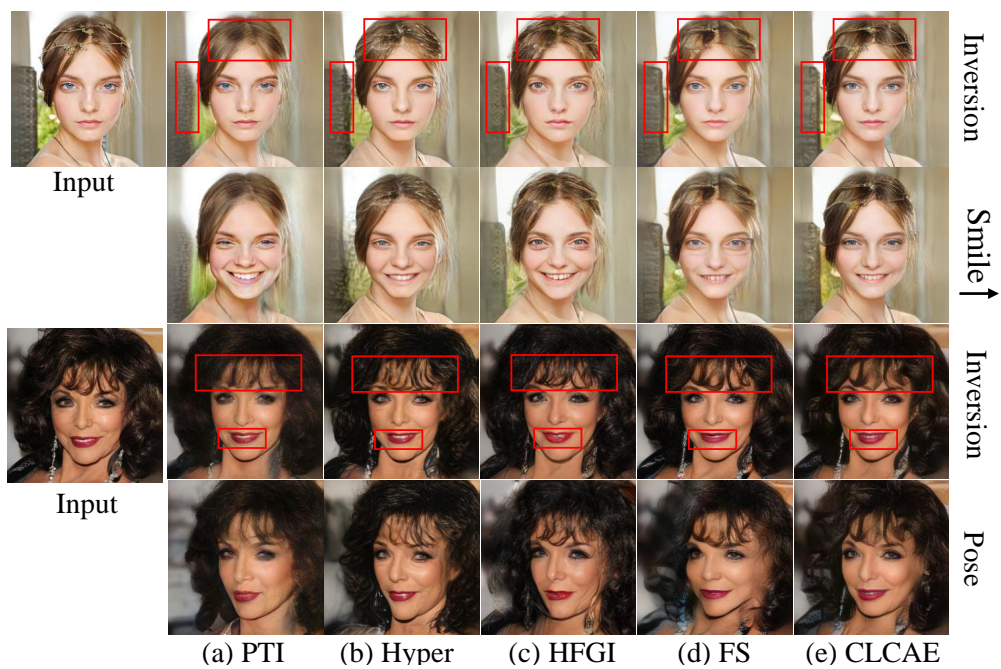 Inversion
Input
Smile
Inversion
Input
Pose
(a) PTI
(b) Hyper
(c) HFGI
(d) FS
(e) CLCAE